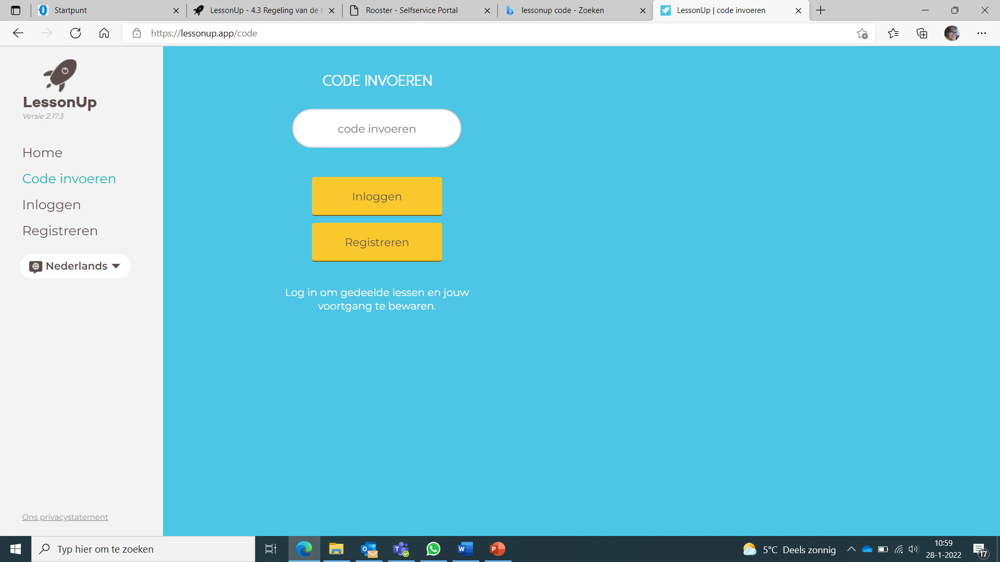 Startpunt
LessonUp - 4.3 Regeling van de
Rooster - Selfservice Portal
lessonup code - Zoeken
LessonUp | code invoeren
https://lessonup.app/code
LessonUp
Versie 2.17.3
Home
Code invoeren
Inloggen
Registreren
Nederlands
Ons privacystatement
CODE INVOEREN
code invoeren
Inloggen
Registreren
Log in om gedeelde lessen en jouw
voortgang te bewaren.
Typ hier om te zoeken
5°C Deels zonnig
10:59
28-1-2022
17